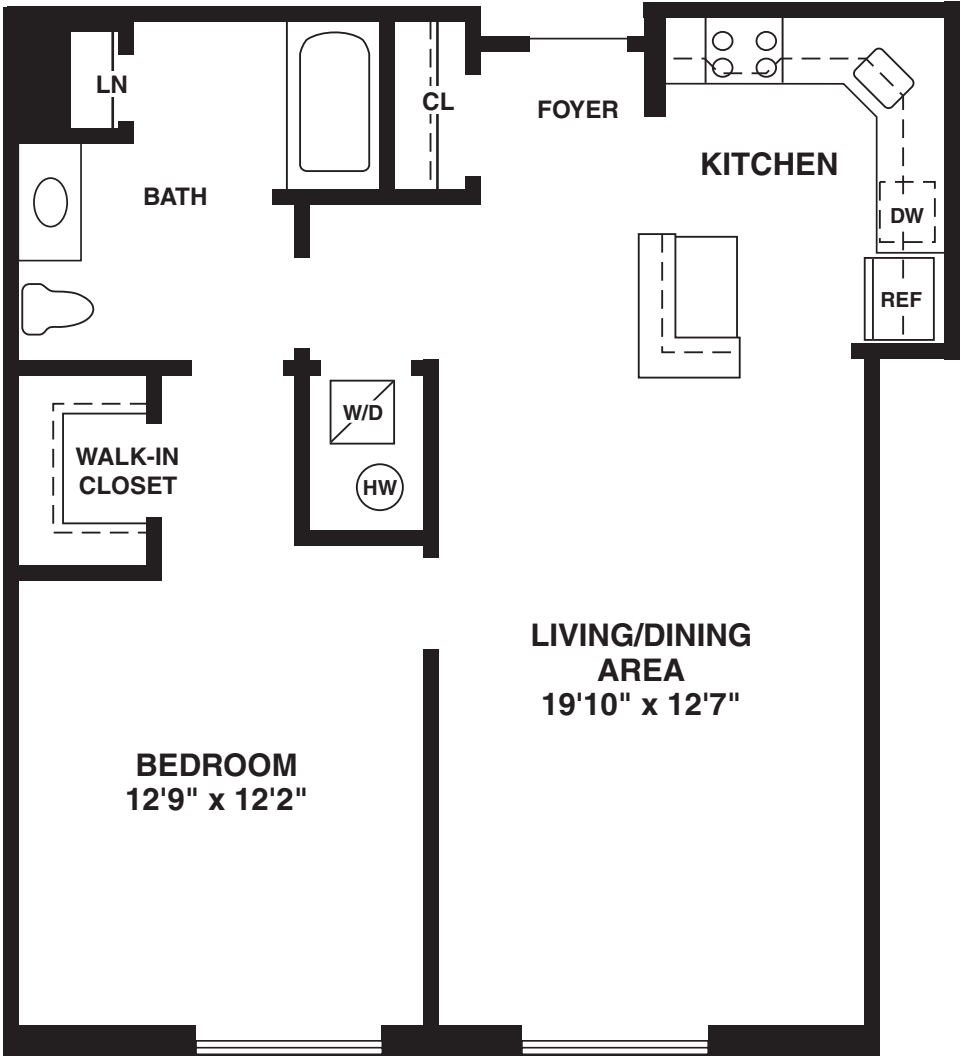 LN
CL
FOYER
KITCHEN
BATH
DW
REF
W/D
WALK-IN
CLOSET
HW
LIVING/DINING
AREA
19'10" x 12'7"
BEDROOM
12'9" x 12'2"